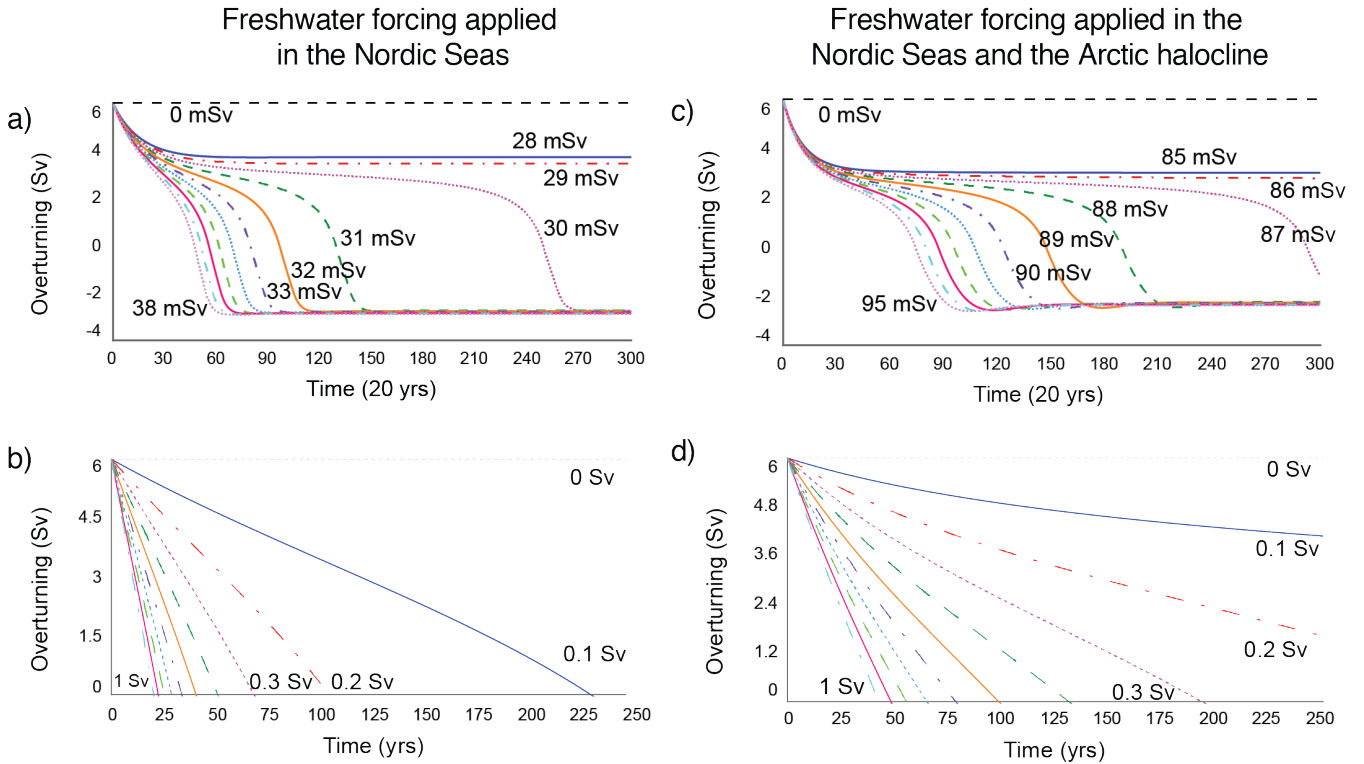 Freshwater forcing applied
in the Nordic Seas
Freshwater forcing applied in the
Nordic Seas and the Arctic halocline
a)
Overturning (Sv)
6
4
2
0
-2
-4
0 mSv
28 mSv
29 mSv
30 mSv
31 mSv
32 mSv
33 mSv
38 mSv
0 30 60 90 120 150 180 210 240 270 300
Time (20 yrs)
c)
Overturning (Sv)
6
4
2
0
-2
-4
0 mSv
85 mSv
86 mSv
87 mSv
88 mSv
89 mSv
90 mSv
95 mSv
0 30 60 90 120 150 180 210 240 270 300
Time (20 yrs)
b)
Overturning (Sv)
6
4.5
3
1.5
0
0 Sv
0.1 Sv
1 Sv
0.3 Sv
0.2 Sv
0 25 50 75 100 125 150 175 200 225 250
Time (yrs)
d)
Overturning (Sv)
6
4.8
3.6
2.4
1.2
0
0 Sv
0.1 Sv
0.2 Sv
0.3 Sv
1 Sv
0 25 50 75 100 125 150 175 200 225 250
Time (yrs)